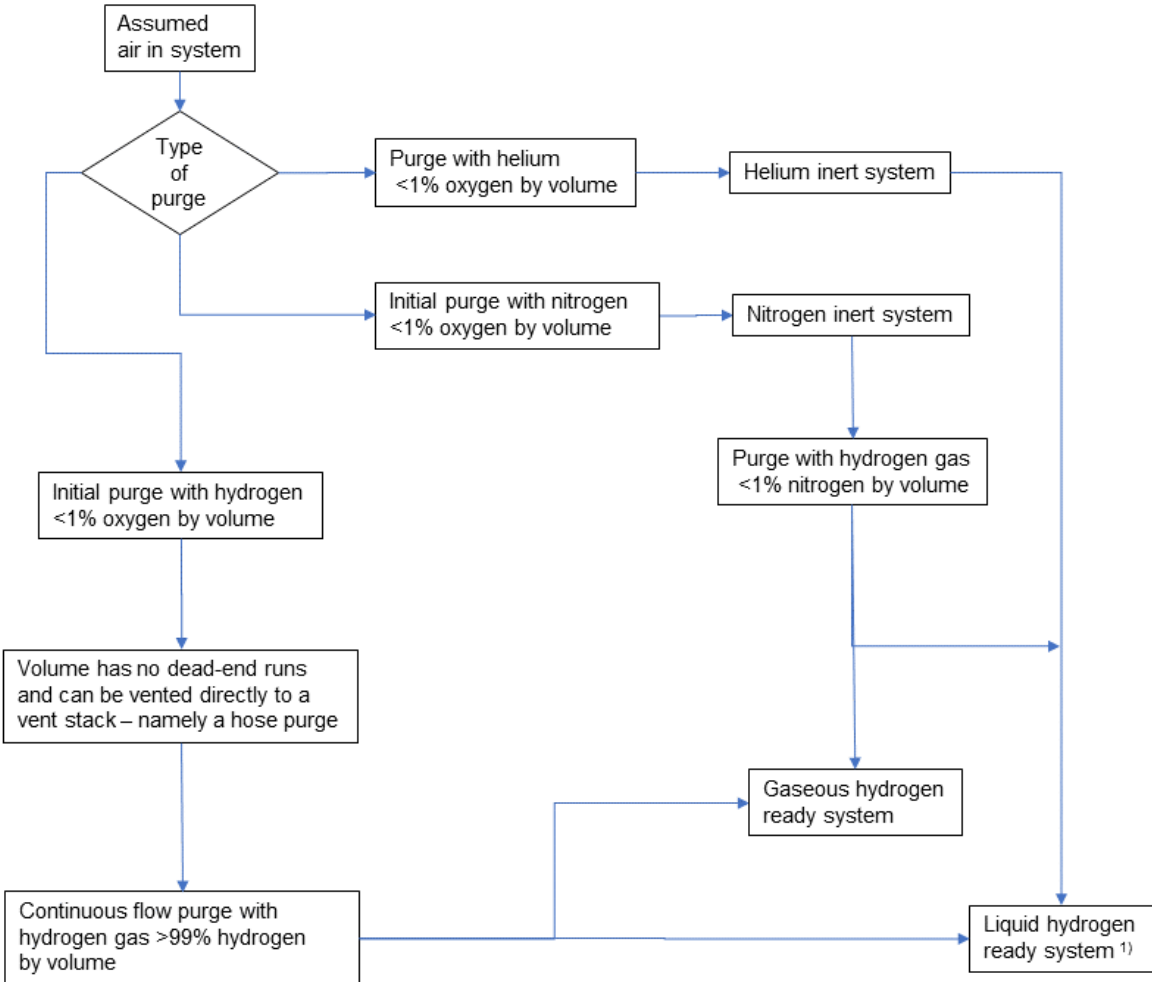 Assumed
air in system
Type
of
purge
Purge with helium
<1% oxygen by volume
Helium inert system
Initial purge with nitrogen
<1% oxygen by volume
Nitrogen inert system
Purge with hydrogen gas
<1% nitrogen by volume
Initial purge with hydrogen
<1% oxygen by volume
Volume has no dead-end runs
and can be vented directly to a
vent stack – namely a hose purge
Gaseous hydrogen
ready system
Continuous flow purge with
hydrogen gas >99% hydrogen
by volume
Liquid hydrogen
ready system ¹⁾